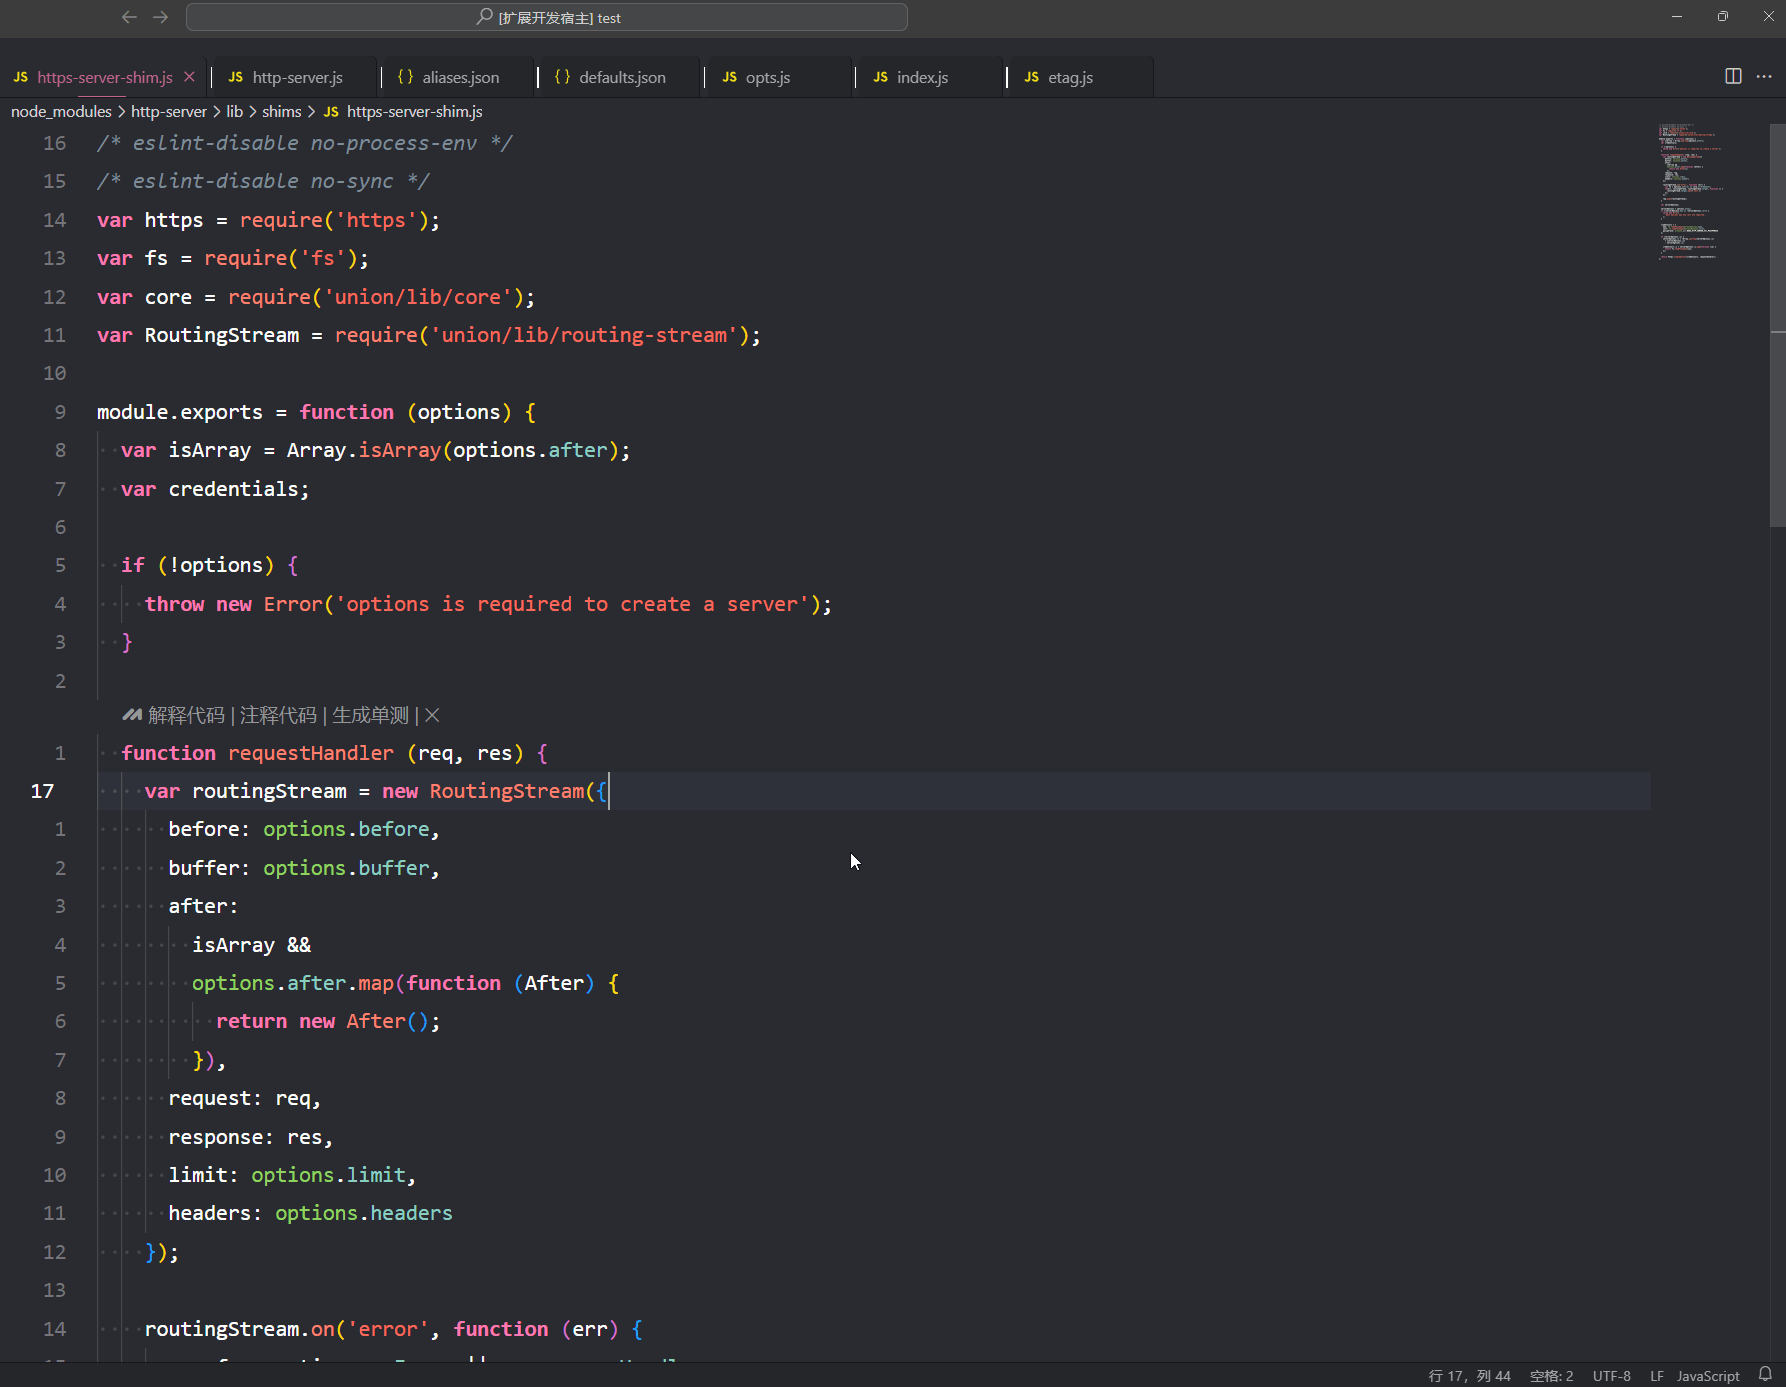 [扩展开发宿主] test
JS https-server-shim.js JS http-server.js {} aliases.json {} defaults.json JS opts.js JS index.js JS etag.js
node_modules > http-server > lib > shims > JS https-server-shim.js
16 /* eslint-disable no-process-env */
15 /* eslint-disable no-sync */
14 var https = require('https');
13 var fs = require('fs');
12 var core = require('union/lib/core');
11 var RoutingStream = require('union/lib/routing-stream');
10
9 module.exports = function (options) {
8 var isArray = Array.isArray(options.after);
7 var credentials;
6
5 if (!options) {
4 throw new Error('options is required to create a server');
3 }
2
解释代码 | 注释代码 | 生成单测 |
1 function requestHandler (req, res) {
17 var routingStream = new RoutingStream({
1 before: options.before,
2 buffer: options.buffer,
3 after:
4 isArray &&
5 options.after.map(function (After) {
6 return new After();
7 }),
8 request: req,
9 response: res,
10 limit: options.limit,
11 headers: options.headers
12 });
13
14 routingStream.on('error', function (err) {
行 17，列 44 空格: 2 UTF-8 LF JavaScript